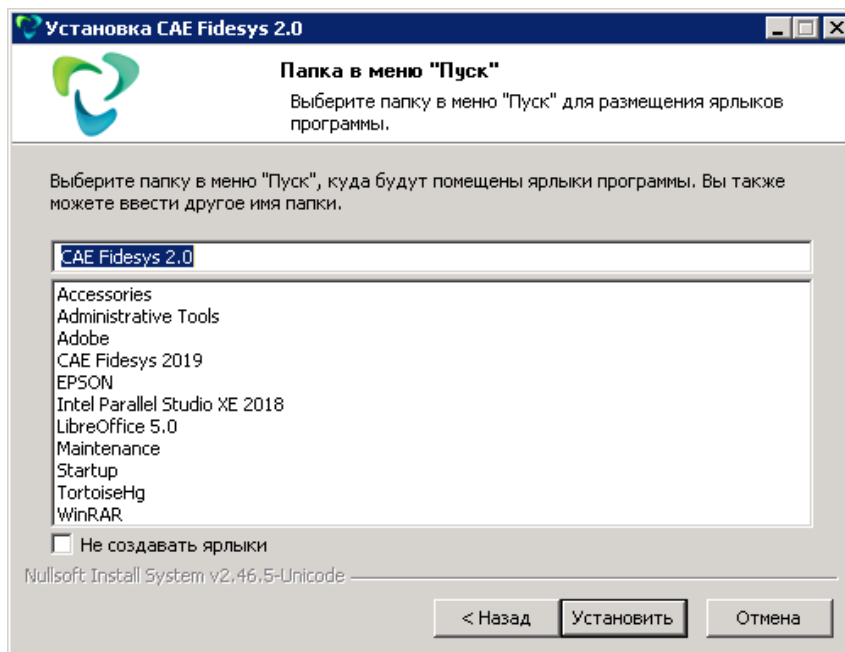 Установка CAE Fidesys 2.0
Папка в меню "Пуск"
Выберите папку в меню "Пуск" для размещения ярлыков
программы.
Выберите папку в меню "Пуск", куда будут помещены ярлыки программы. Вы также
можете ввести другое имя папки.
CAE Fidesys 2.0
Accessories
Administrative Tools
Adobe
CAE Fidesys 2019
EPSON
Intel Parallel Studio XE 2018
LibreOffice 5.0
Maintenance
Startup
TortoiseHg
WinRAR
Не создавать ярлыки
Nullsoft Install System v2.46.5-Unicode
< Назад Установить Отмена